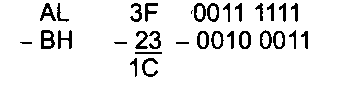 AL 3F 0011 1111
– BH – 23 – 0010 0011
1C